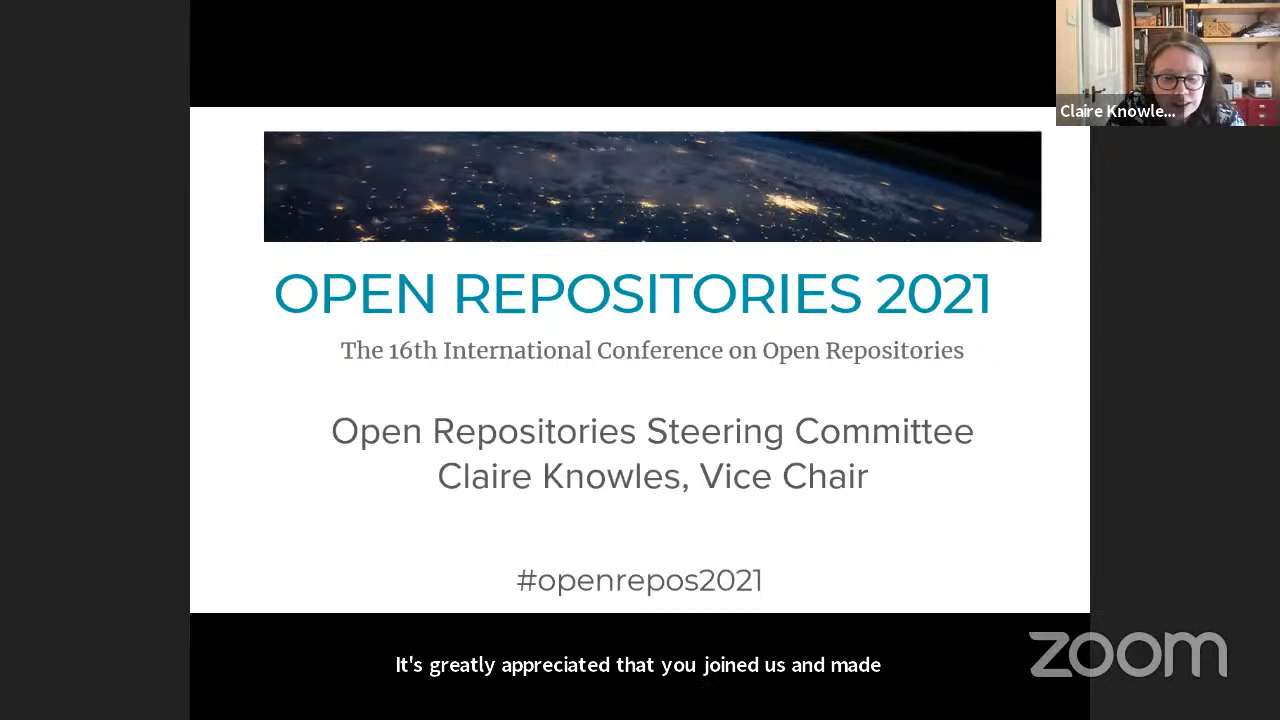 Claire Knowle...
OPEN REPOSITORIES 2021
The 16th International Conference on Open Repositories
Open Repositories Steering Committee
Claire Knowles, Vice Chair
#openrepos2021
It's greatly appreciated that you joined us and made
zoom